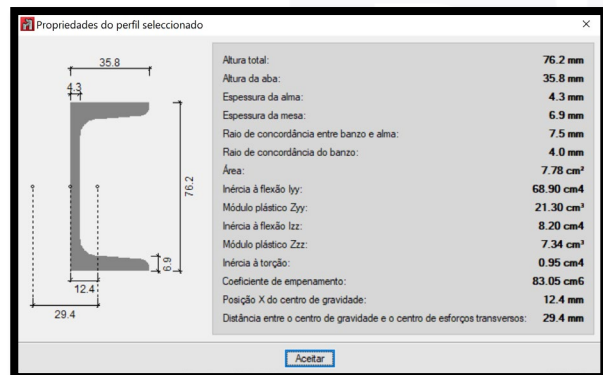 Propriedades do perfil seleccionado
35.8
4.3
76.2
6.9
12.4
29.4
Altura total: 76.2 mm
Altura da aba: 35.8 mm
Espessura da alma: 4.3 mm
Espessura da mesa: 6.9 mm
Raio de concordância entre banzo e alma: 7.5 mm
Raio de concordância do banzo: 4.0 mm
Área: 7.78 cm²
Inércia à flexão Iyy: 68.90 cm4
Módulo plástico Zyy: 21.30 cm³
Inércia à flexão Izz: 8.20 cm4
Módulo plástico Zzz: 7.34 cm³
Inércia à torção: 0.95 cm4
Coeficiente de empenamento: 83.05 cm6
Posição X do centro de gravidade: 12.4 mm
Distância entre o centro de gravidade e o centro de esforços transversos: 29.4 mm
Aceitar